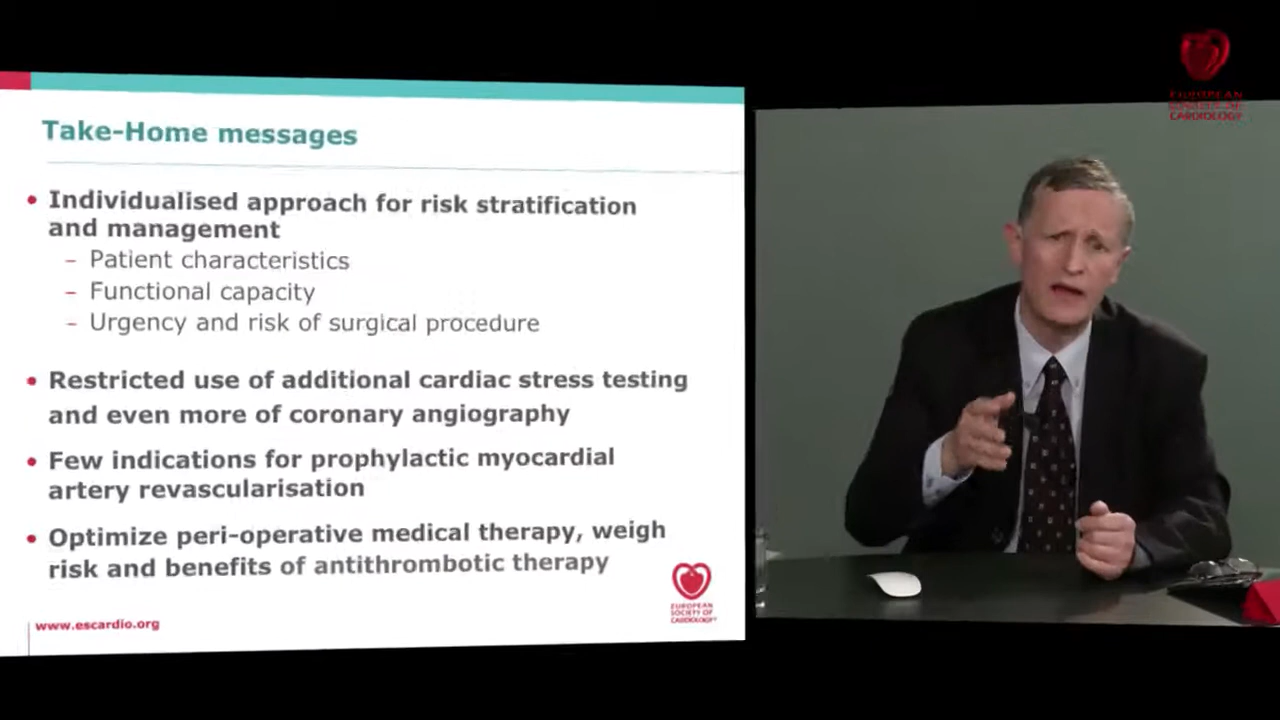 Take-Home messages
• Individualised approach for risk stratification
and management
– Patient characteristics
– Functional capacity
– Urgency and risk of surgical procedure
• Restricted use of additional cardiac stress testing
and even more of coronary angiography
• Few indications for prophylactic myocardial
artery revascularisation
• Optimize peri-operative medical therapy, weigh
risk and benefits of antithrombotic therapy
EUROPEAN
SOCIETY OF
CARDIOLOGY
www.escardio.org
EUROPEAN
SOCIETY OF
CARDIOLOGY